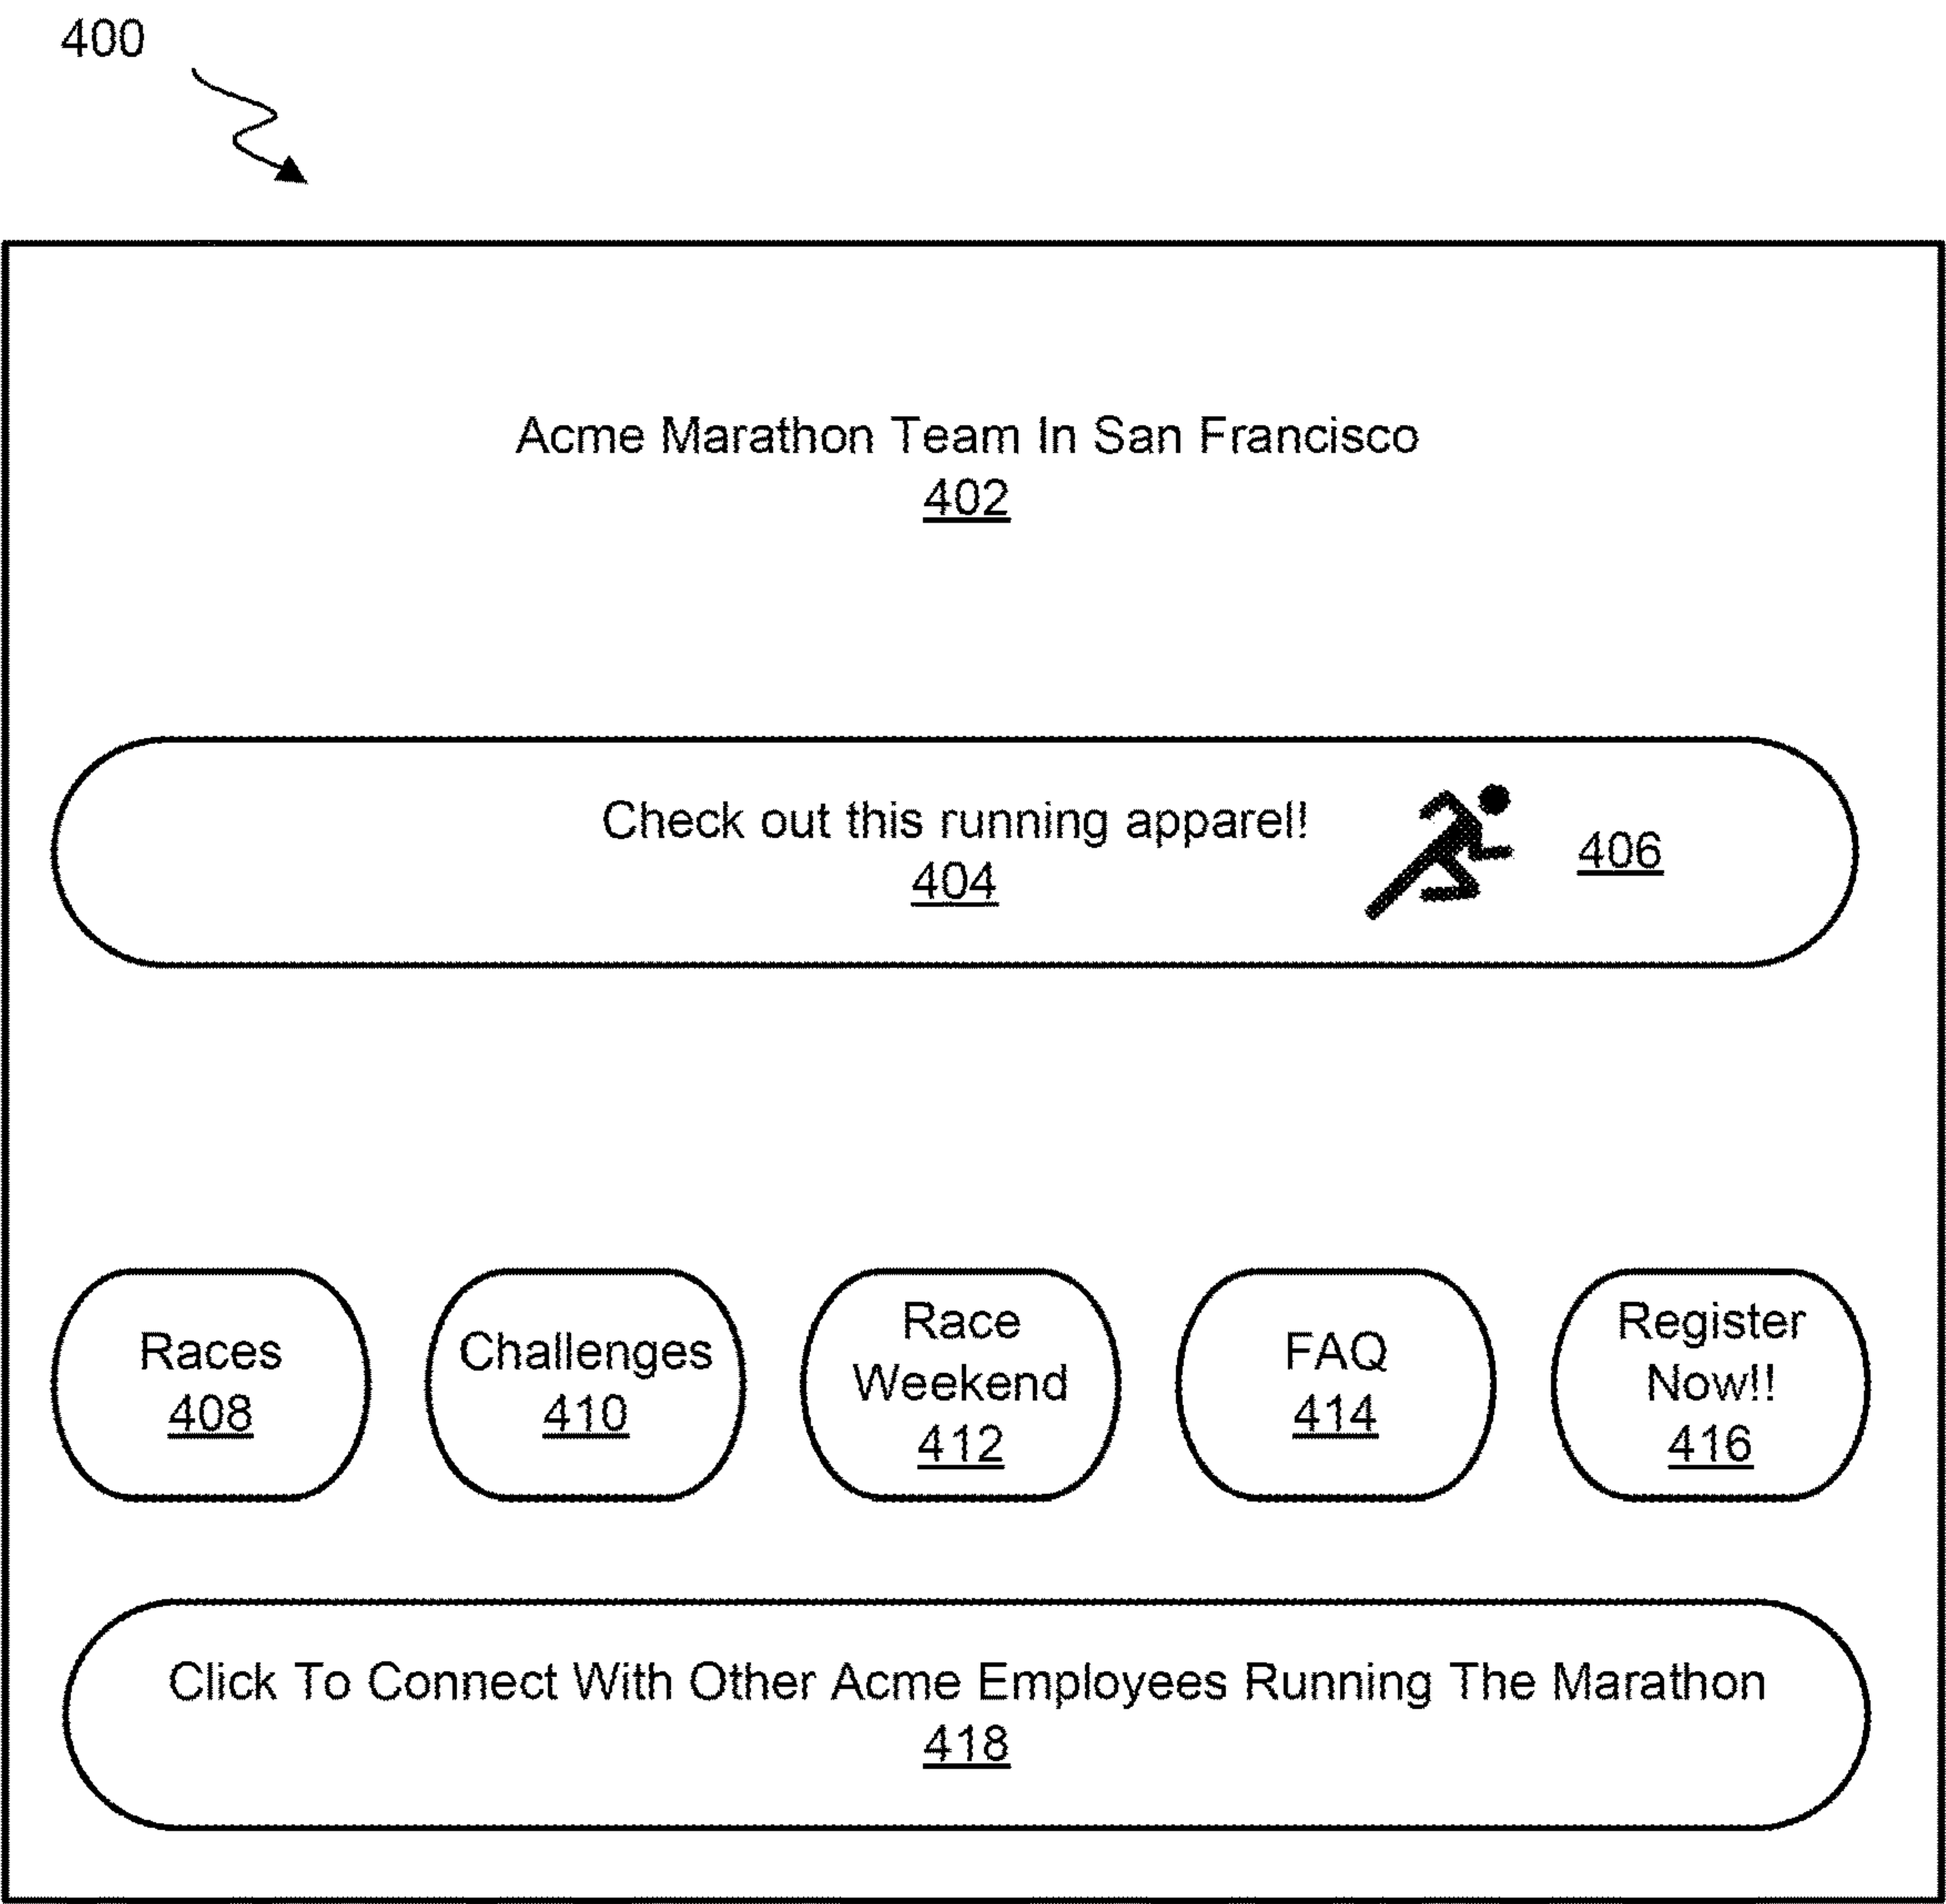 400
Acme Marathon Team In San Francisco
402
Check out this running apparel!
404
406
Races
408
Challenges
410
Race
Weekend
412
FAQ
414
Register
Now!!
416
Click To Connect With Other Acme Employees Running The Marathon
418